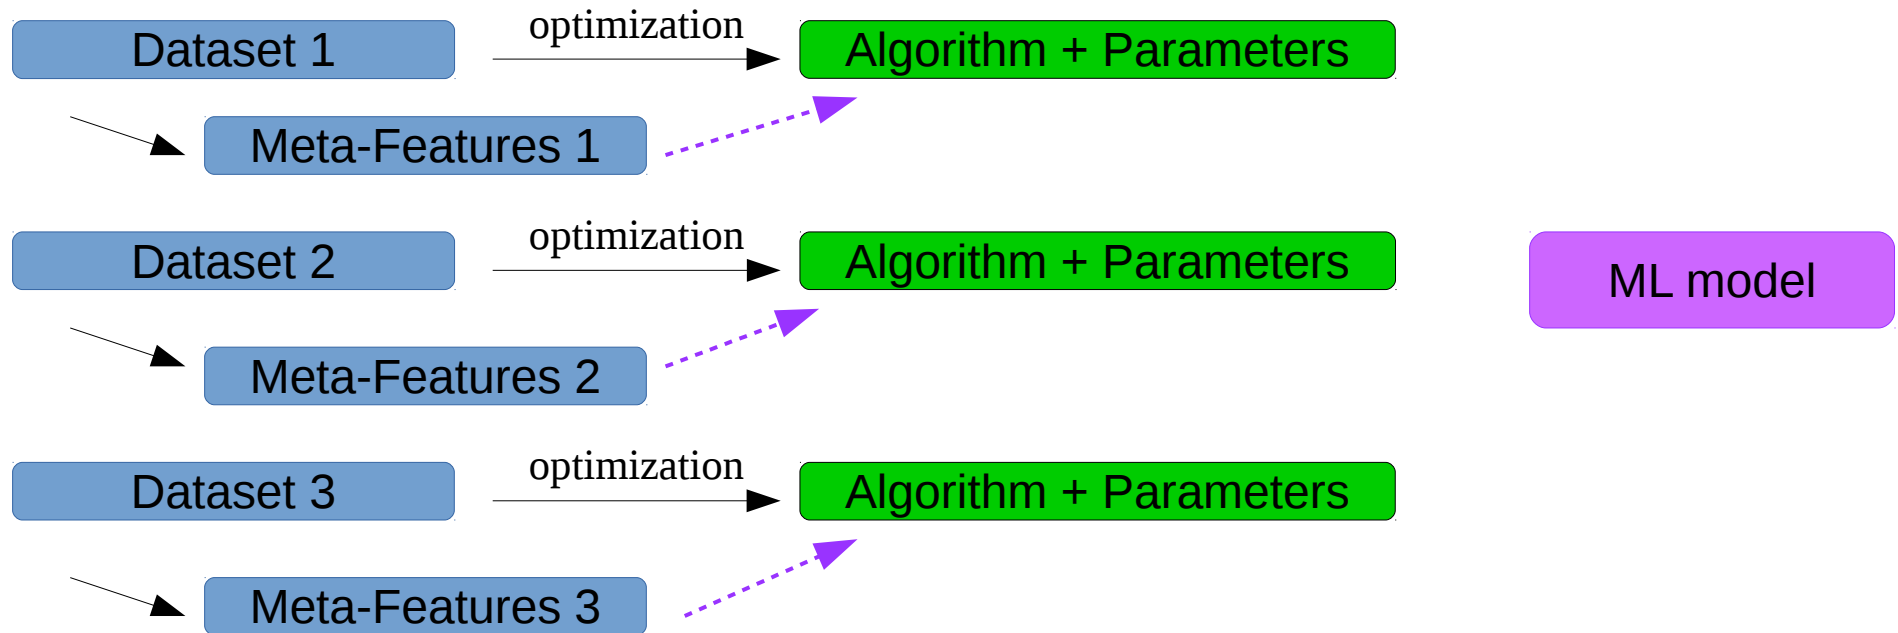 optimization
Dataset 1
Algorithm + Parameters
Meta-Features 1
optimization
Dataset 2
Algorithm + Parameters
ML model
Meta-Features 2
optimization
Dataset 3
Algorithm + Parameters
Meta-Features 3